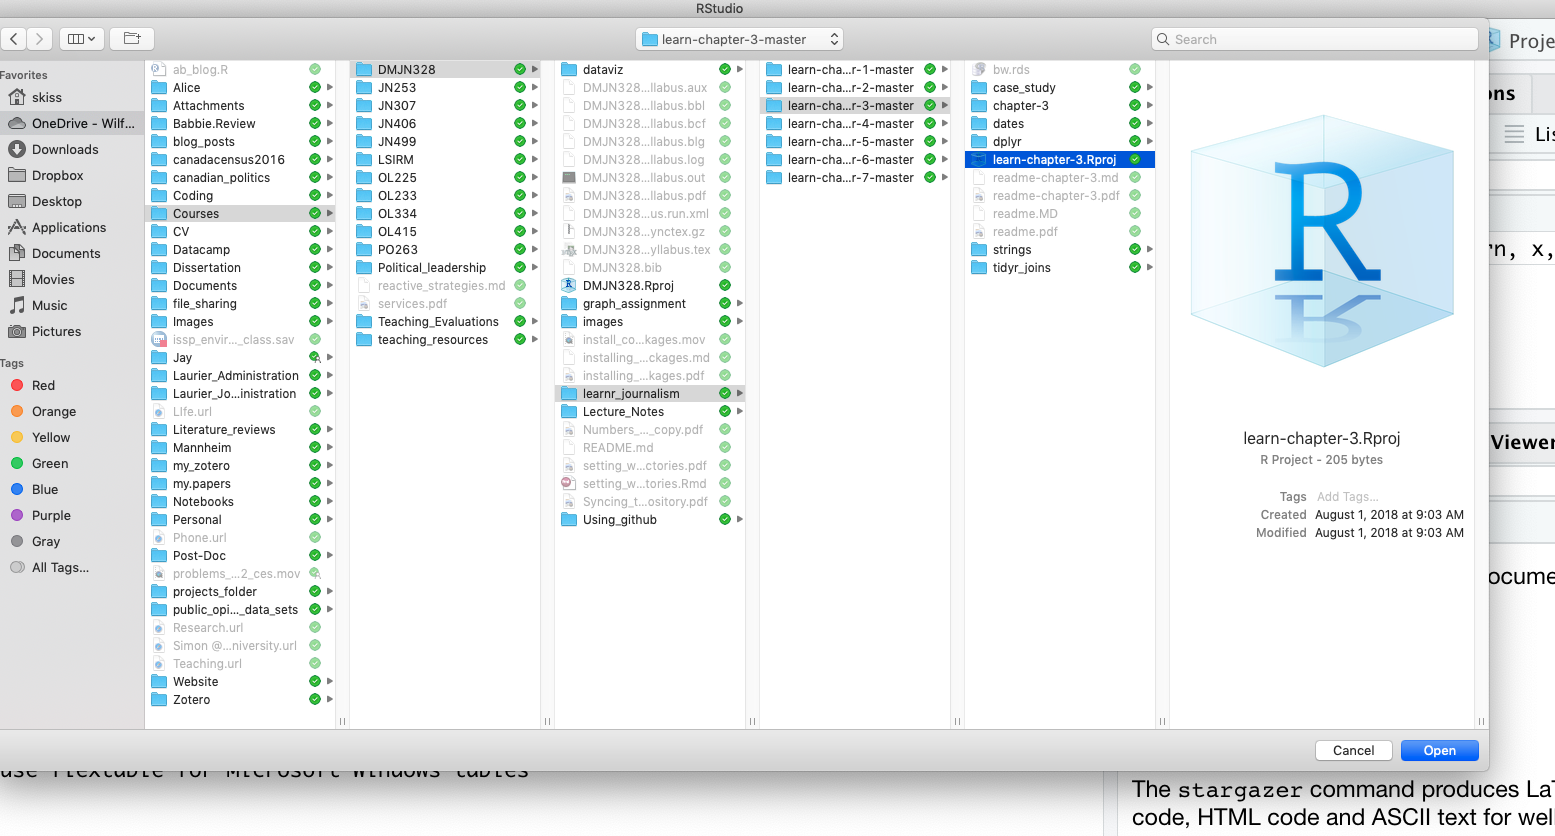 RStudio
learn-chapter-3-master
Search
Favorites
skiss
OneDrive - Wilf...
Downloads
Dropbox
Desktop
Applications
Documents
Movies
Music
Pictures
Tags
Red
Orange
Yellow
Green
Blue
Purple
Gray
All Tags...
ab_blog.R
Alice
Attachments
Babbie.Review
blog_posts
canadacensus2016
canadian_politics
Coding
Courses
CV
Datacamp
Dissertation
Documents
file_sharing
Images
issp_envir..._class.sav
Jay
Laurier_Administration
Laurier_Jo...inistration
LIfe.url
Literature_reviews
Mannheim
my_zotero
my.papers
Notebooks
Personal
Phone.url
Post-Doc
problems_...2_ces.mov
projects_folder
public_opi..._data_sets
Research.url
Simon @...niversity.url
Teaching.url
Website
Zotero
DMJN328
JN253
JN307
JN406
JN499
LSIRM
OL225
OL233
OL334
OL415
PO263
Political_leadership
reactive_strategies.md
services.pdf
Teaching_Evaluations
teaching_resources
dataviz
DMJN328...llabus.aux
DMJN328...llabus.bbl
DMJN328...llabus.bcf
DMJN328...llabus.blg
DMJN328...llabus.log
DMJN328...llabus.out
DMJN328...llabus.pdf
DMJN328...us.run.xml
DMJN328...ynctex.gz
DMJN328...yllabus.tex
DMJN328.bib
DMJN328.Rproj
graph_assignment
images
install_co...kages.mov
installing_...ckages.md
installing_...kages.pdf
learnr_journalism
Lecture_Notes
Numbers_..._copy.pdf
README.md
setting_w...ctories.pdf
setting_w...tories.Rmd
Syncing_t...ository.pdf
Using_github
learn-cha...r-1-master
learn-cha...r-2-master
learn-cha...r-3-master
learn-cha...r-4-master
learn-cha...r-5-master
learn-cha...r-6-master
learn-cha...r-7-master
bw.rds
case_study
chapter-3
dates
dplyr
learn-chapter-3.Rproj
readme-chapter-3.md
readme-chapter-3.pdf
readme.MD
readme.pdf
strings
tidyr_joins
R
learn-chapter-3.Rproj
R Project - 205 bytes
Tags Add Tags...
Created August 1, 2018 at 9:03 AM
Modified August 1, 2018 at 9:03 AM
Cancel
Open
Proje
ons
Lis
rn, x,
Viewer
ocume
use flextable for Microsoft Windows tables
The stargazer command produces LaT
code, HTML code and ASCII text for well